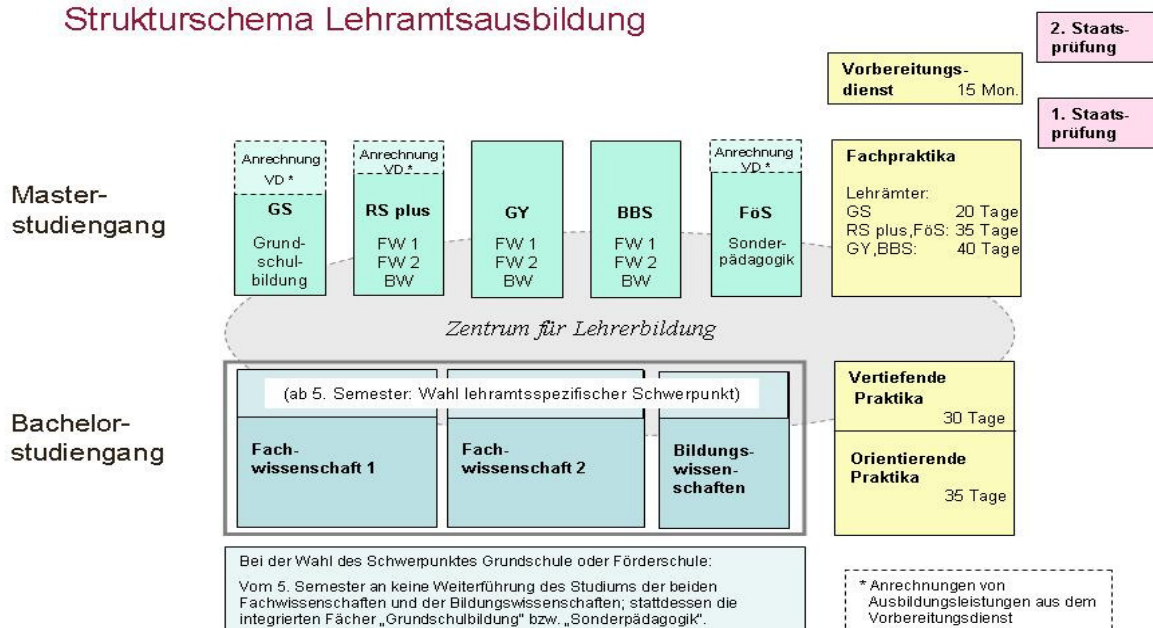 Strukturschema Lehramtsausbildung
2. Staats-
prüfung
Vorbereitungs-
dienst 15 Mon.
1. Staats-
prüfung
Master-
studiengang
Anrechnung
VD *
GS
Grund-
schul-
bildung
Anrechnung
VD *
RS plus
FW 1
FW 2
BW
GY
FW 1
FW 2
BW
BBS
FW 1
FW 2
BW
Anrechnung
VD *
FöS
Sonder-
pädagogik
Fachpraktika
Lehrämter:
GS 20 Tage
RS plus,FöS: 35 Tage
GY,BBS: 40 Tage
Zentrum für Lehrerbildung
Bachelor-
studiengang
(ab 5. Semester: Wahl lehramtsspezifischer Schwerpunkt)
Fach-
wissenschaft 1
Fach-
wissenschaft 2
Bildungs-
wissen-
schaften
Vertiefende
Praktika
30 Tage
Orientierende
Praktika
35 Tage
Bei der Wahl des Schwerpunktes Grundschule oder Förderschule:
Vom 5. Semester an keine Weiterführung des Studiums der beiden
Fachwissenschaften und der Bildungswissenschaften; stattdessen die
integrierten Fächer „Grundschulbildung" bzw. „Sonderpädagogik".
* Anrechnungen von
Ausbildungsleistungen aus dem
Vorbereitungsdienst